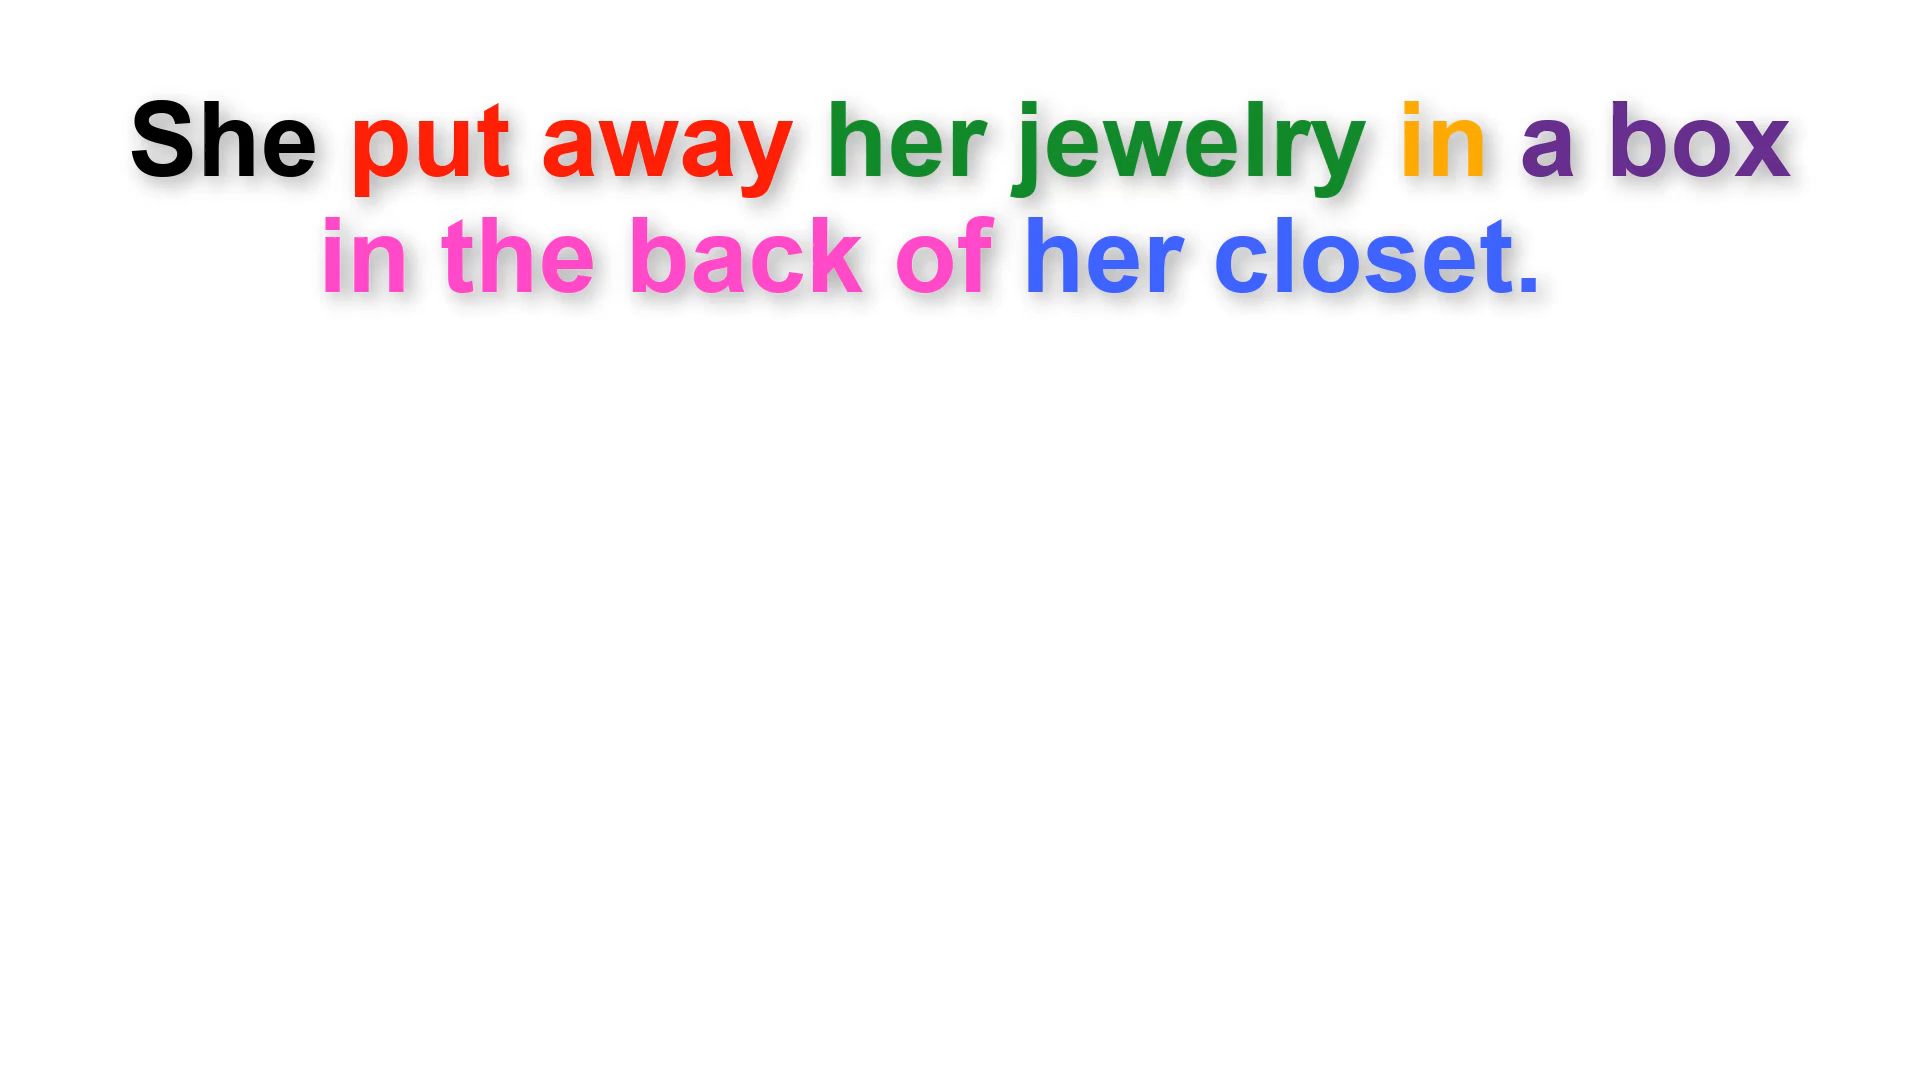 She put away her jewelry in a box
in the back of her closet.